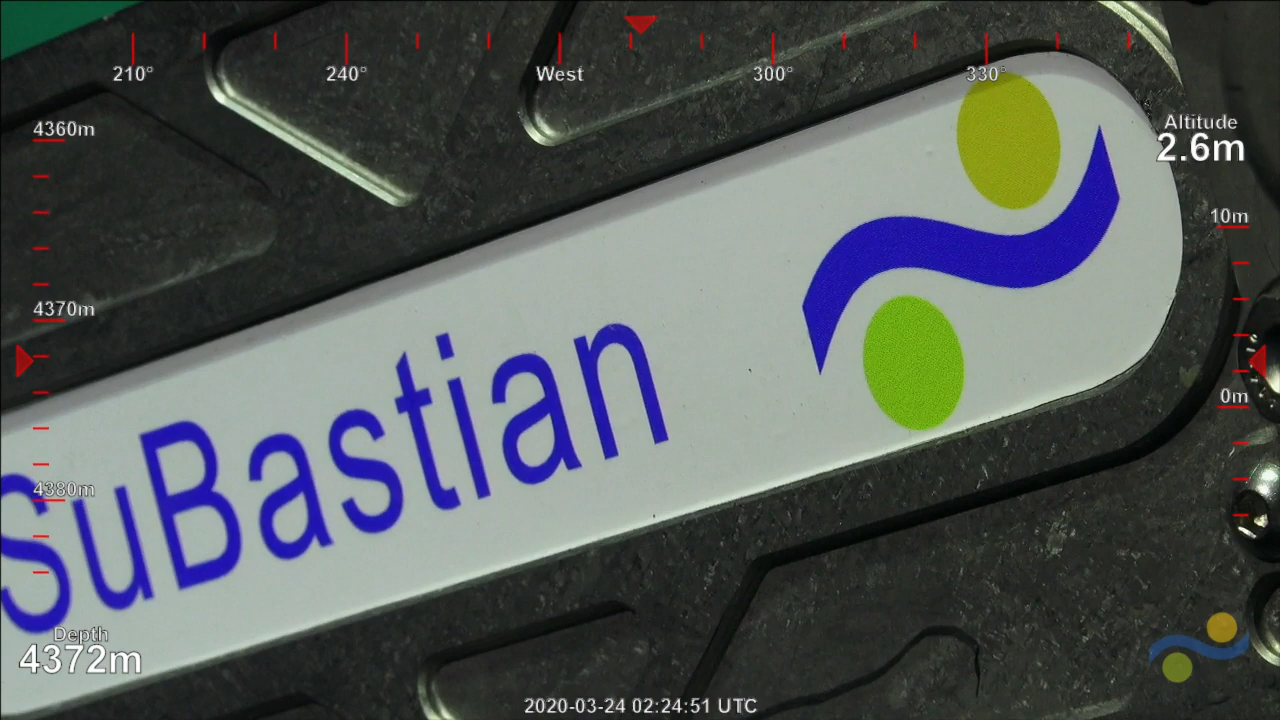 210° 240° West 300° 330°
4360m
Altitude
2.6m
10m
4370m
0m
SuBastian
4380m
Depth
4372m
2020-03-24 02:24:51 UTC